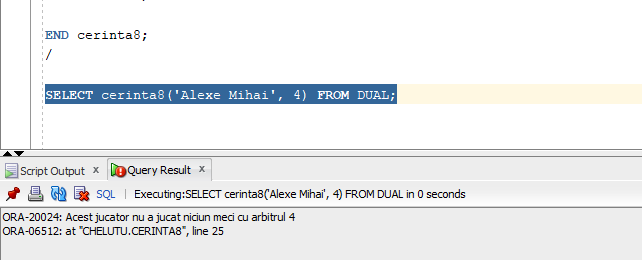 END cerinta8;
/
SELECT cerinta8('Alexe Mihai', 4) FROM DUAL;
Script Output x Query Result x
SQL | Executing:SELECT cerinta8('Alexe Mihai', 4) FROM DUAL in 0 seconds
ORA-20024: Acest jucator nu a jucat niciun meci cu arbitrul 4
ORA-06512: at "CHELUTU.CERINTA8", line 25